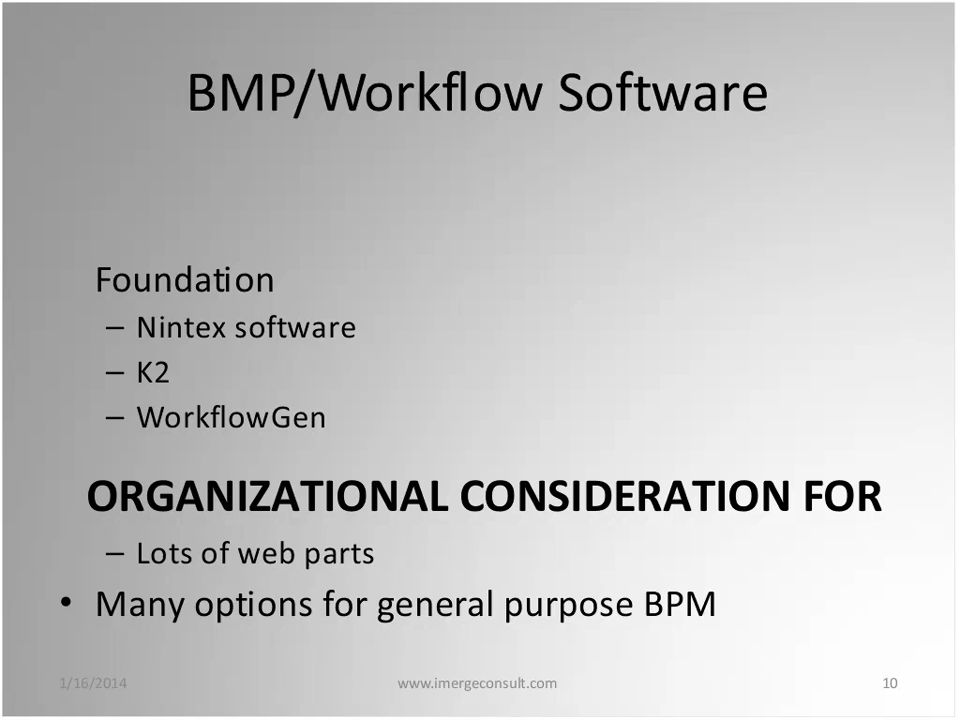 BMP/Workflow Software
Foundation
– Nintex software
– K2
– WorkflowGen
ORGANIZATIONAL CONSIDERATION FOR
– Lots of web parts
• Many options for general purpose BPM
1/16/2014 www.imergeconsult.com 10